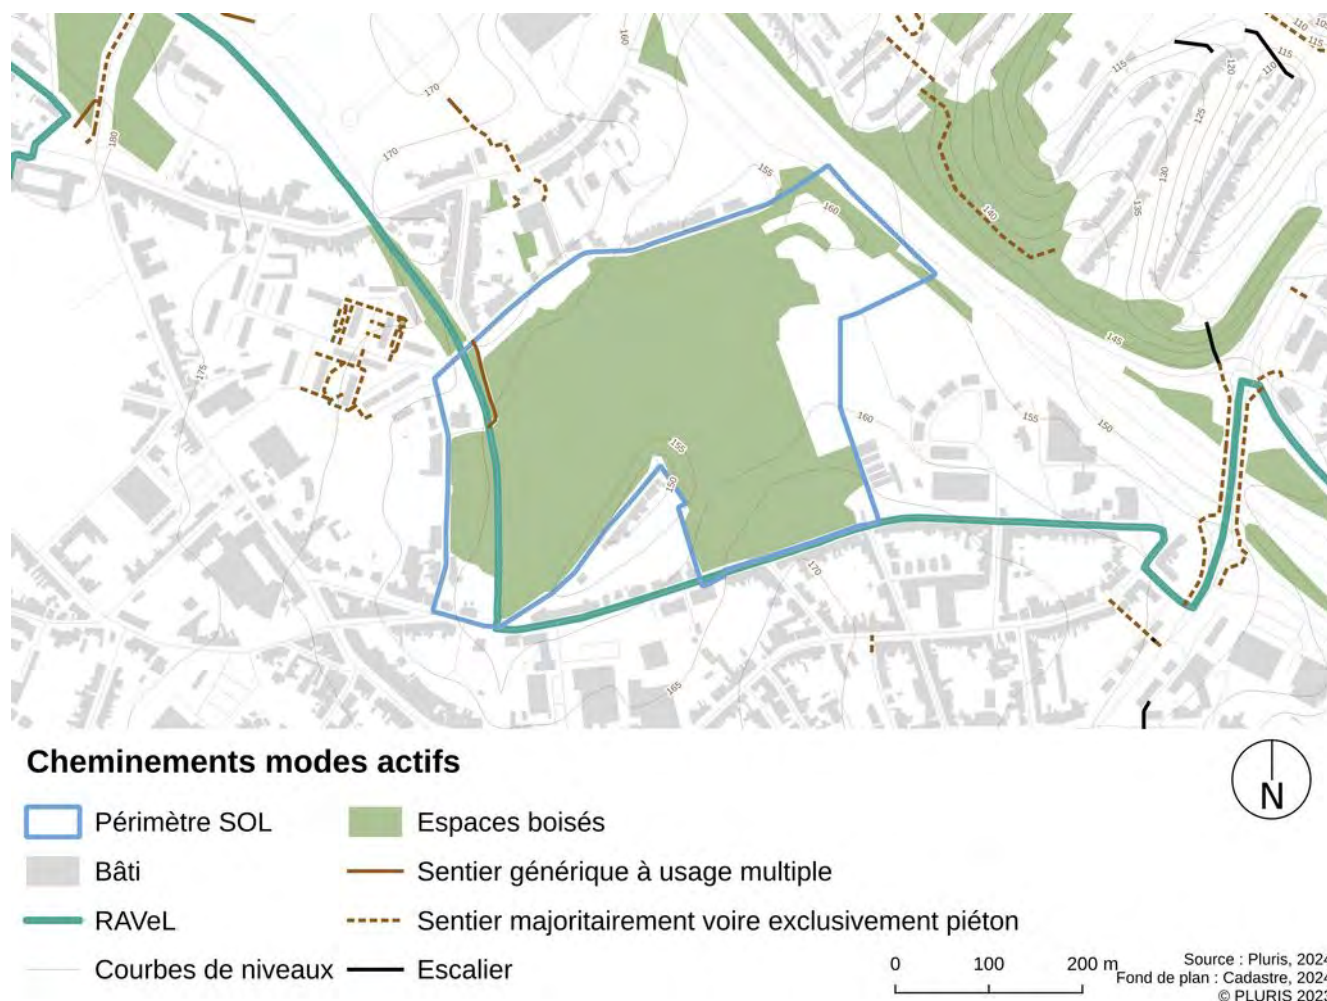 160
170
110
105
115
115
115
120
110
125
180
170
155
130
160
140
135
145
175
155
160
155
150
150
170
165
Cheminements modes actifs
N
Périmètre SOL
Espaces boisés
Bâti
Sentier générique à usage multiple
RAVeL
Sentier majoritairement voire exclusivement piéton
Courbes de niveaux
Escalier
0 100 200 m
Source : Pluris, 2024
Fond de plan : Cadastre, 2024
© PLURIS 2023